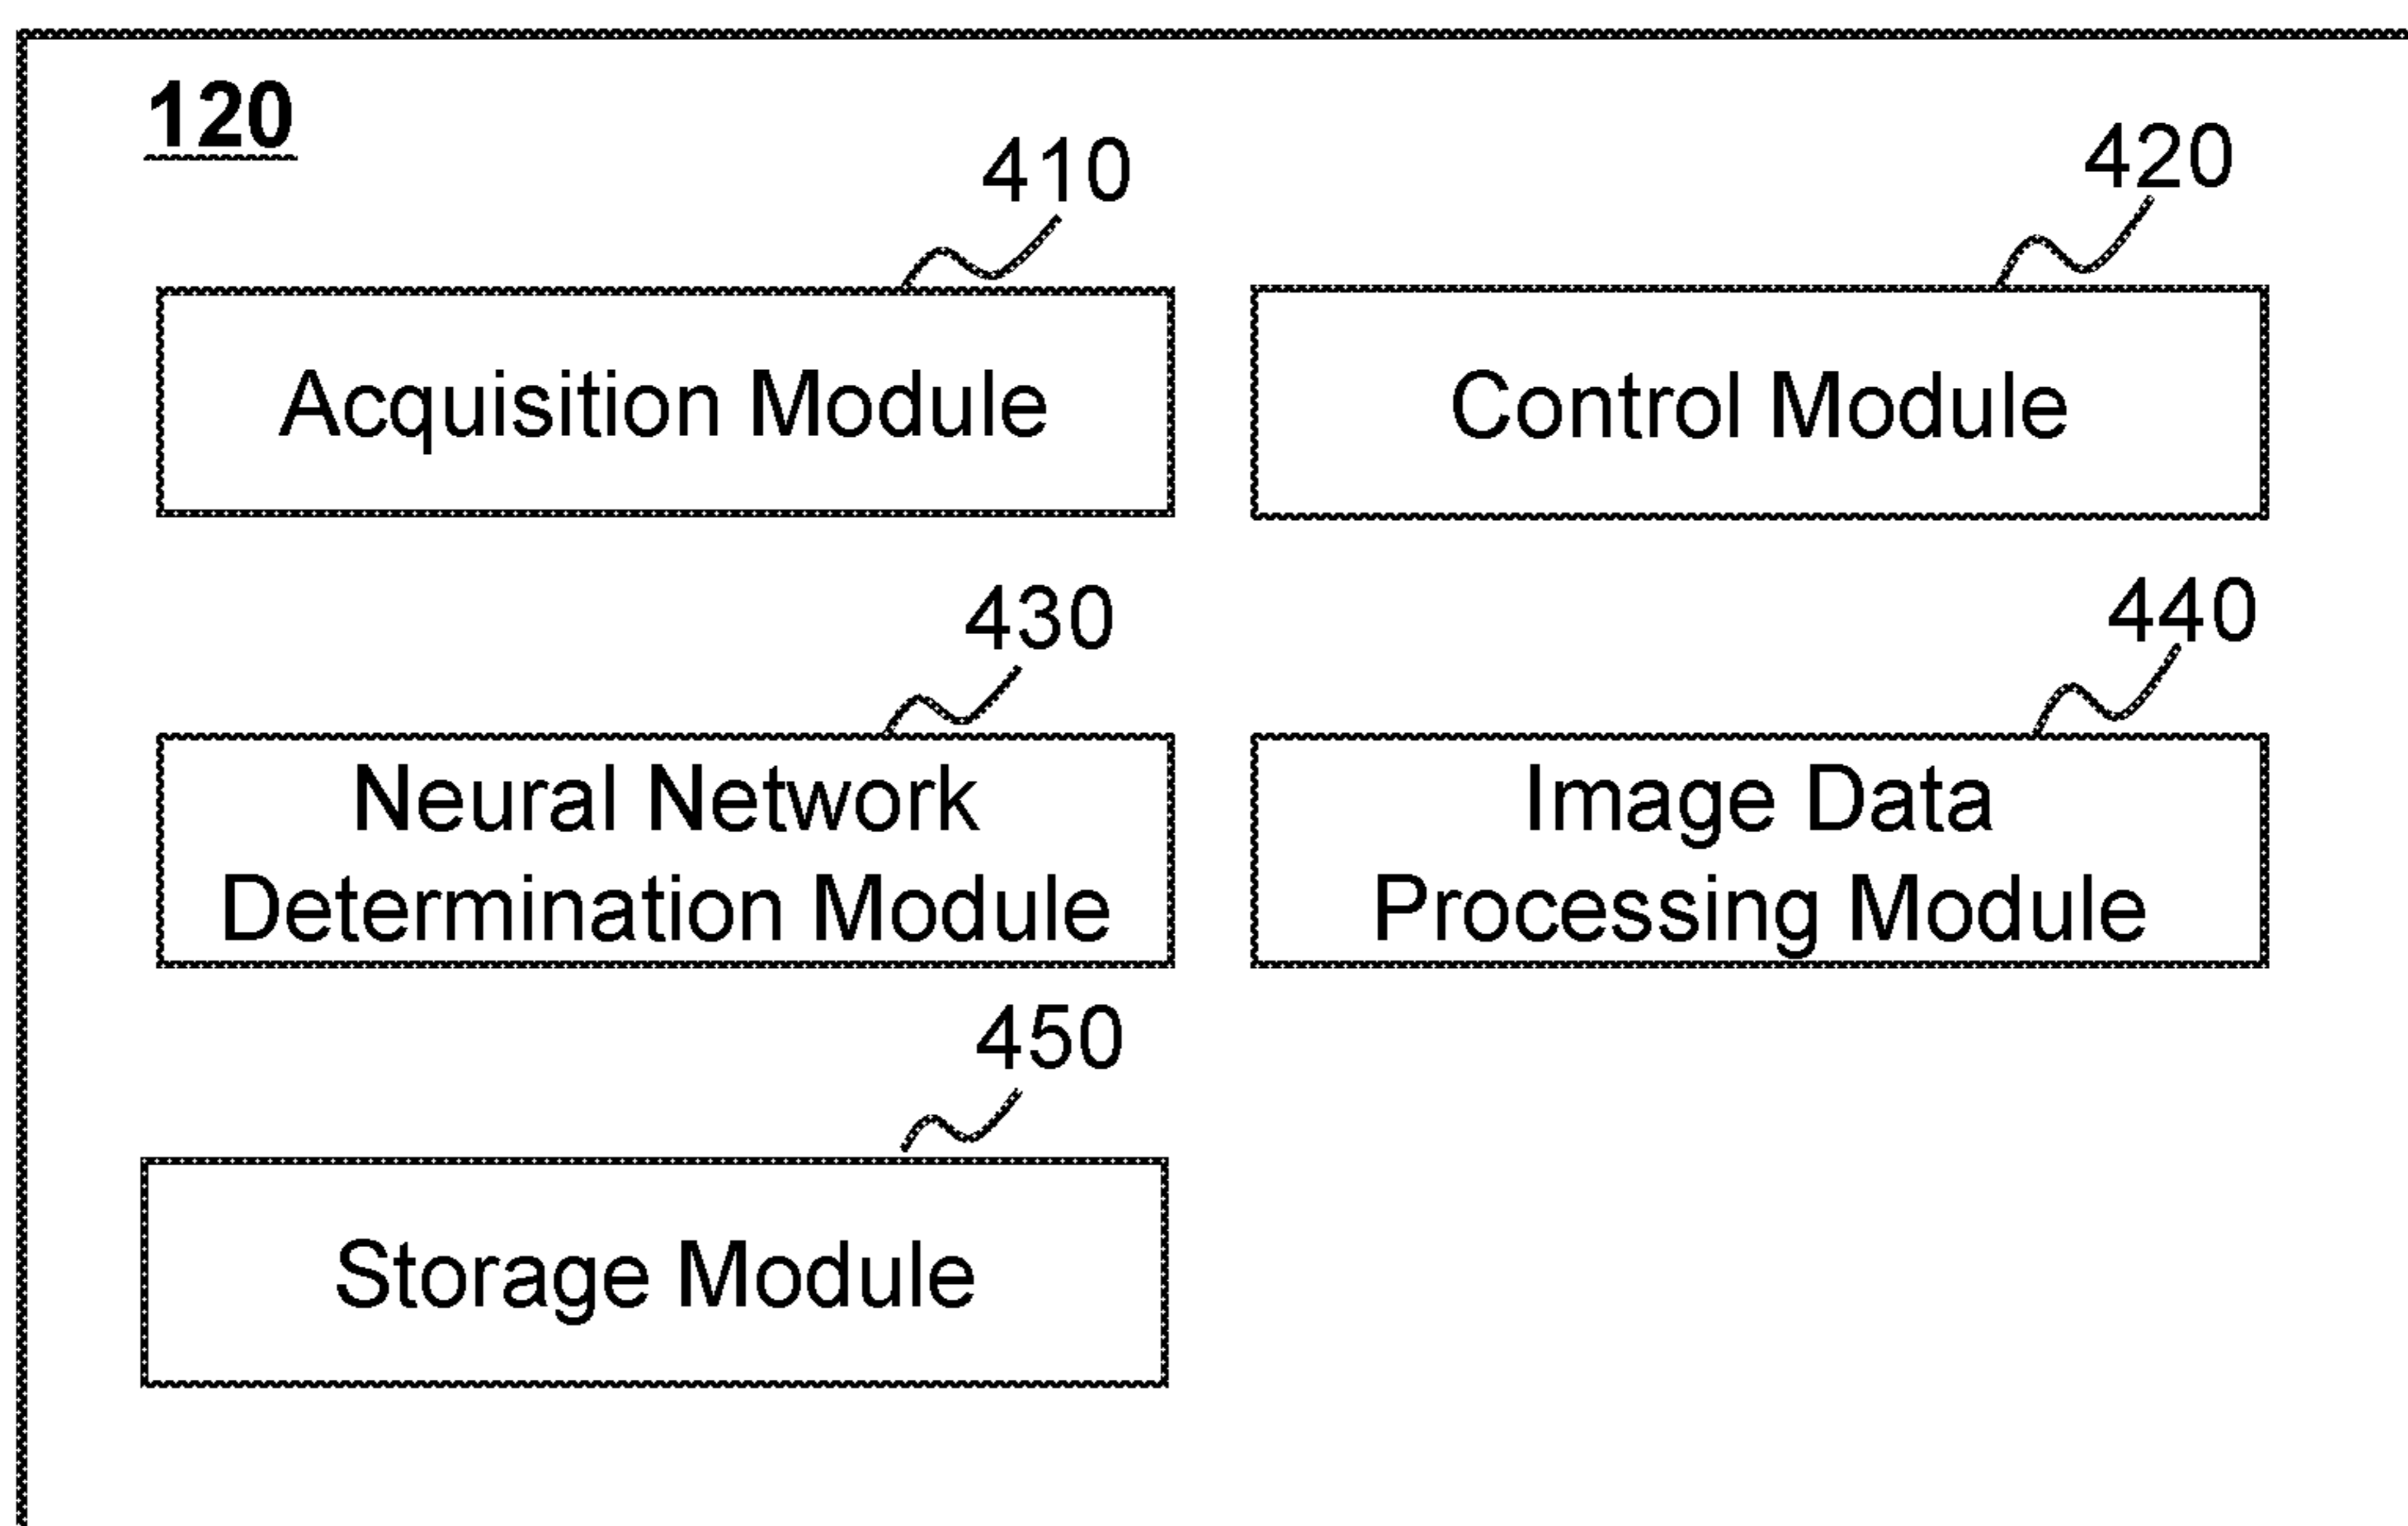 120
410
420
Acquisition Module
Control Module
430
440
Neural Network
Determination Module
Image Data
Processing Module
450
Storage Module